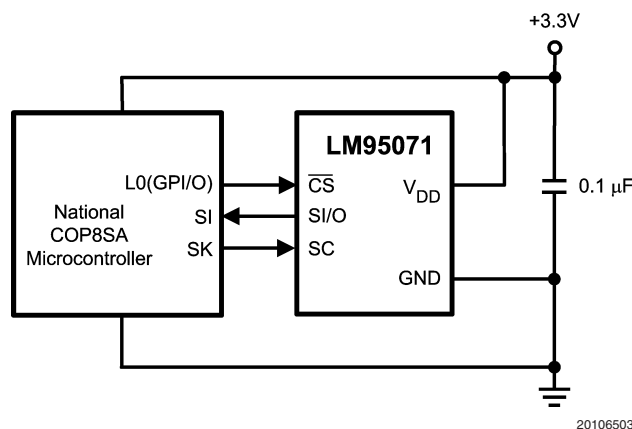 +3.3V
LM95071
L0(GPI/O)
CS
VDD
0.1 μF
National
COP8SA
Microcontroller
SI
SI/O
SK
SC
GND
20106503